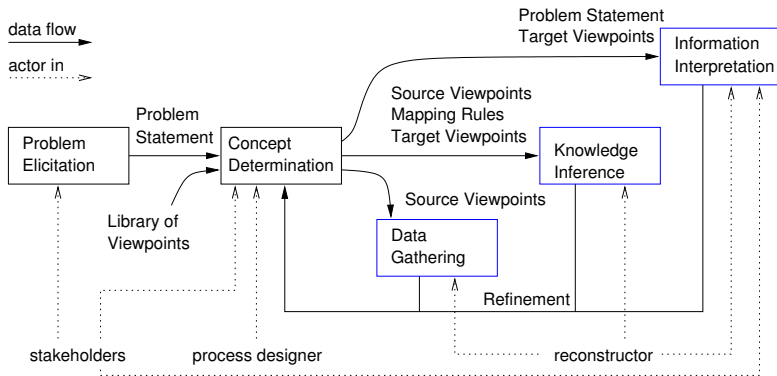 data flow
actor in
Problem Statement
Target Viewpoints
Information
Interpretation
Source Viewpoints
Mapping Rules
Target Viewpoints
Problem
Statement
Problem
Elicitation
Concept
Determination
Knowledge
Inference
Library of
Viewpoints
Source Viewpoints
Data
Gathering
Refinement
stakeholders
process designer
reconstructor